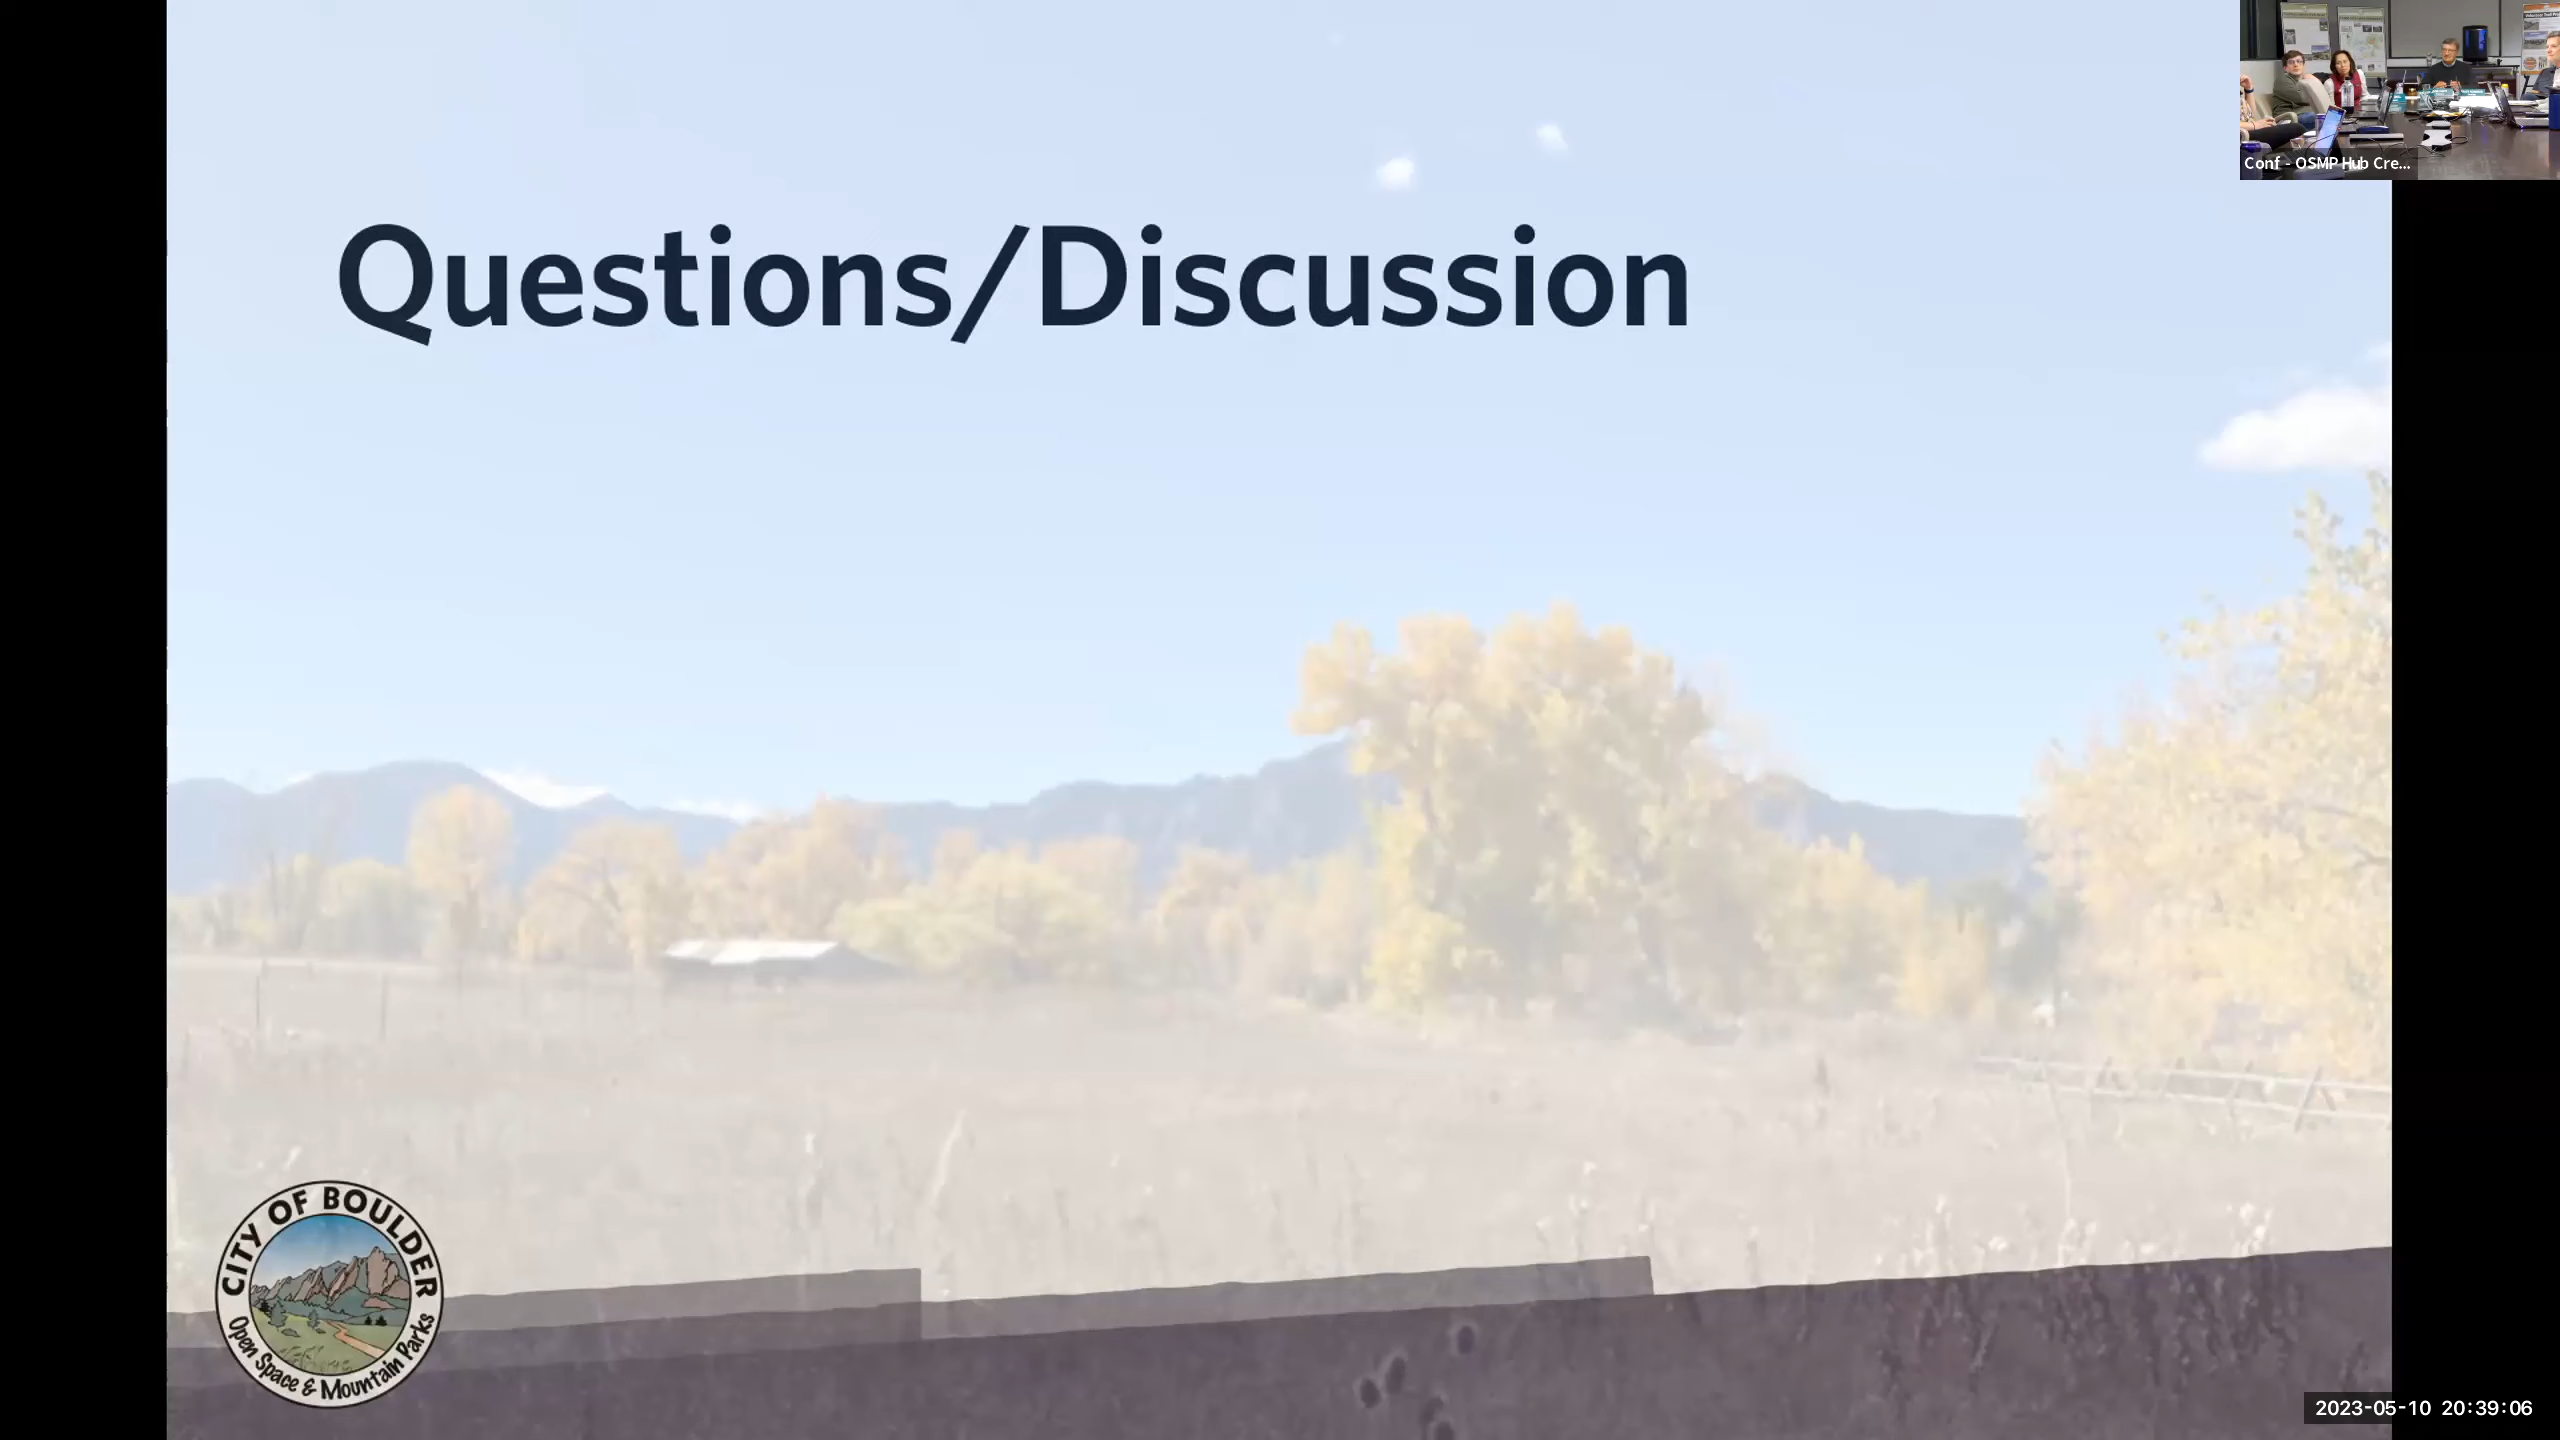 Conf - OSMP Hub Cre...
Questions/Discussion
CITY OF BOULDER
Open Space & Mountain Parks
2023-05-10 20:39:06